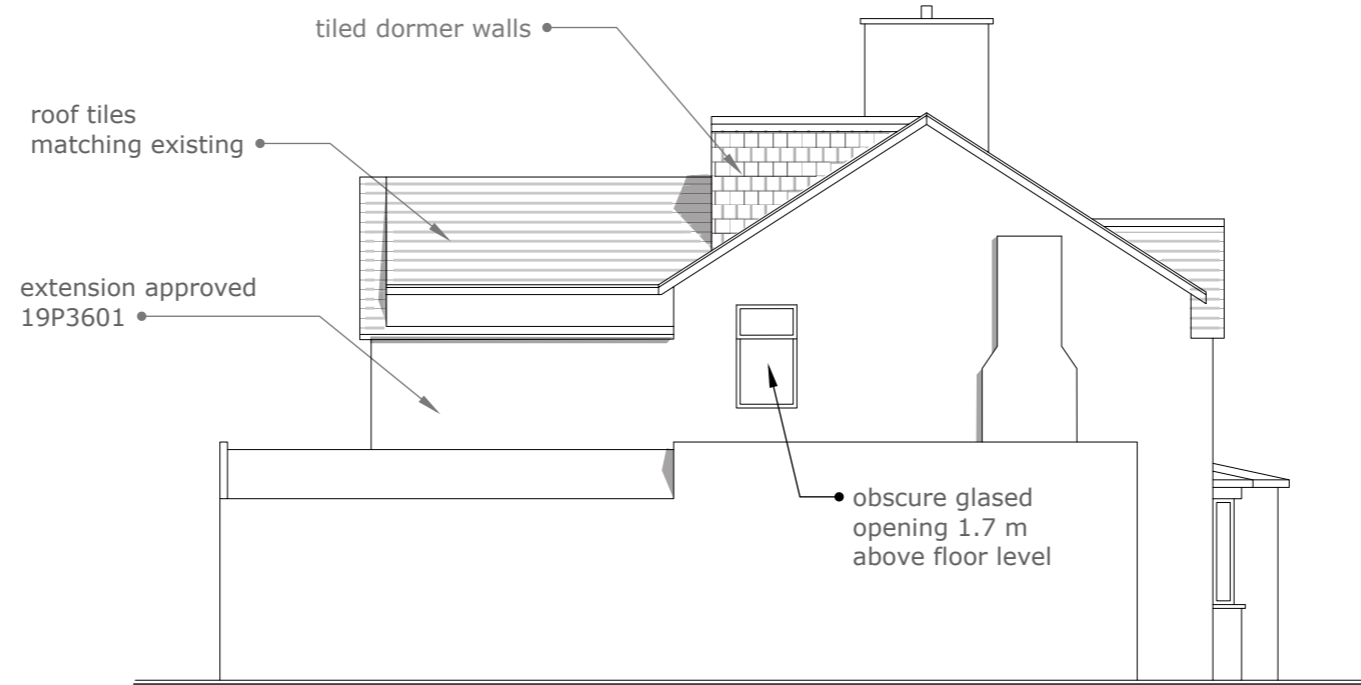 tiled dormer walls
roof tiles
matching existing
extension approved
19P3601
obscure glased
opening 1.7 m
above floor level